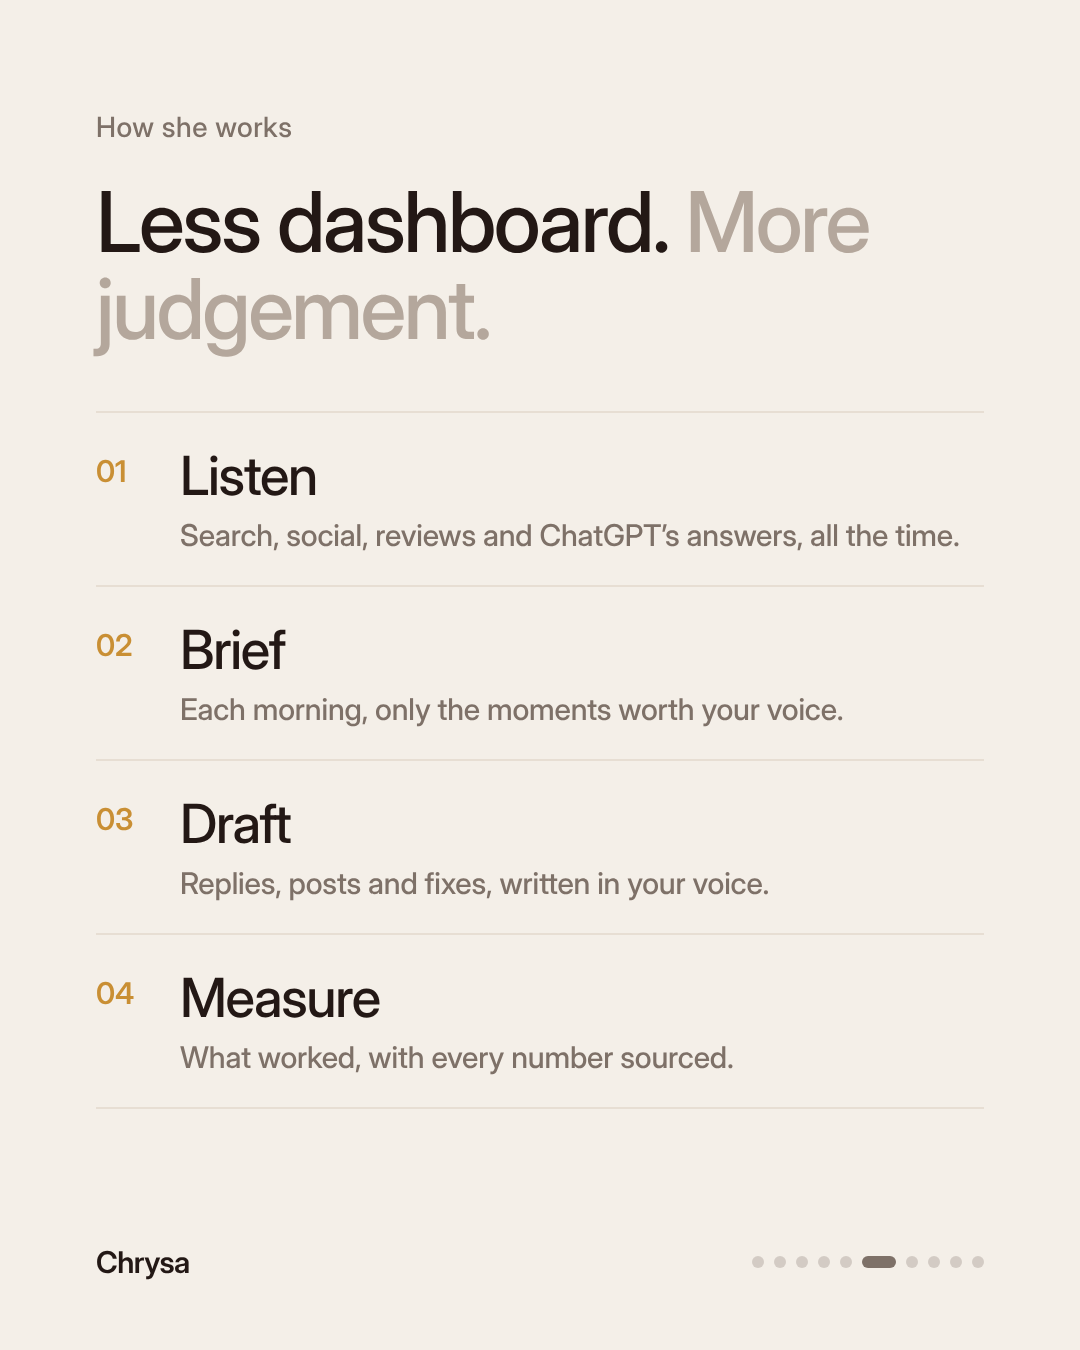 How she works
Less dashboard. More
judgement.
01
Listen
Search, social, reviews and ChatGPT’s answers, all the time.
02
Brief
Each morning, only the moments worth your voice.
03
Draft
Replies, posts and fixes, written in your voice.
04
Measure
What worked, with every number sourced.
Chrysa